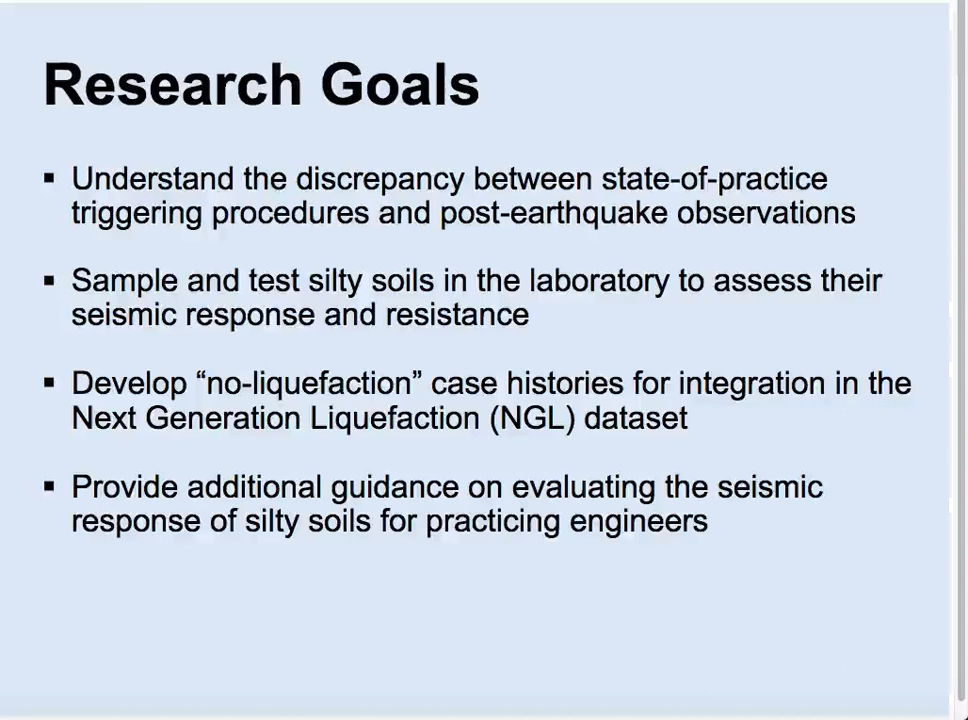 Research Goals
▪ Understand the discrepancy between state-of-practice
triggering procedures and post-earthquake observations
▪ Sample and test silty soils in the laboratory to assess their
seismic response and resistance
▪ Develop “no-liquefaction” case histories for integration in the
Next Generation Liquefaction (NGL) dataset
▪ Provide additional guidance on evaluating the seismic
response of silty soils for practicing engineers